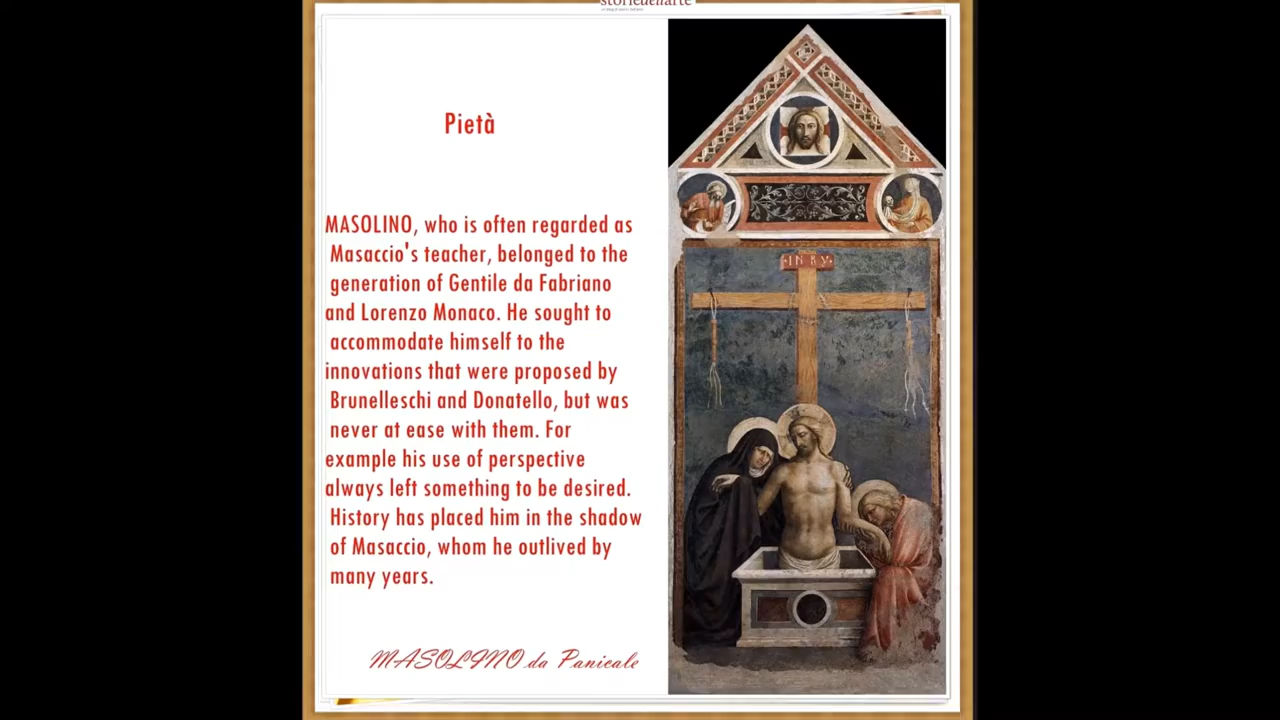 storiedell'arte
Pietà
MASOLINO, who is often regarded as
Masaccio's teacher, belonged to the
generation of Gentile da Fabriano
and Lorenzo Monaco. He sought to
accommodate himself to the
innovations that were proposed by
Brunelleschi and Donatello, but was
never at ease with them. For
example his use of perspective
always left something to be desired.
History has placed him in the shadow
of Masaccio, whom he outlived by
many years.
MASOLINO da Panicale